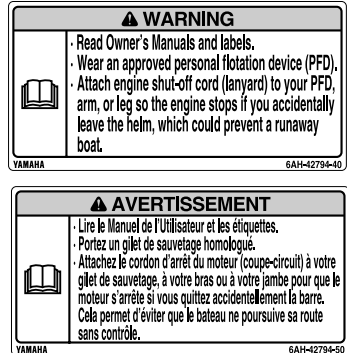 WARNING
· Read Owner's Manuals and labels.
· Wear an approved personal flotation device (PFD).
· Attach engine shut-off cord (lanyard) to your PFD,
arm, or leg so the engine stops if you accidentally
leave the helm, which could prevent a runaway
boat.
YAMAHA 6AH-42794-40
AVERTISSEMENT
· Lire le Manuel de l'Utilisateur et les étiquettes.
· Portez un gilet de sauvetage homologué.
· Attachez le cordon d'arrêt du moteur (coupe-circuit) à votre
gilet de sauvetage, à votre bras ou à votre jambe pour que le
moteur s'arrête si vous quittez accidentellement la barre.
Cela permet d'éviter que le bateau ne poursuive sa route
sans contrôle.
YAMAHA 6AH-42794-50